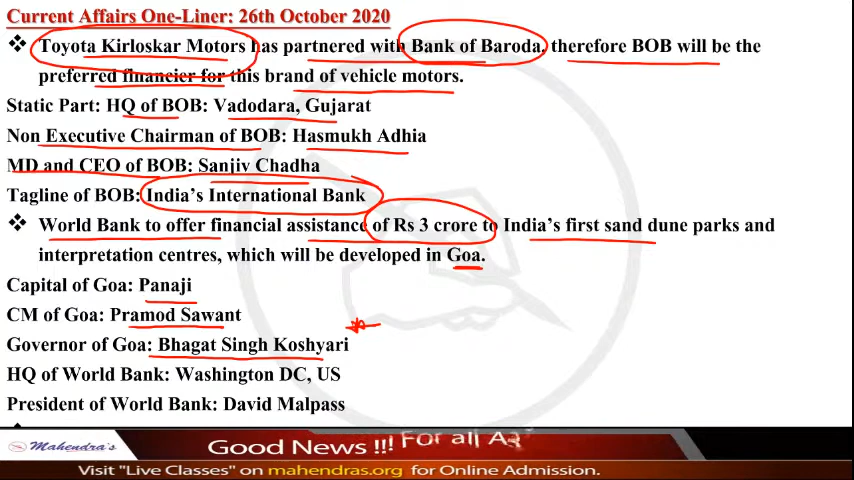 Current Affairs One-Liner: 26th October 2020
❖ Toyota Kirloskar Motors has partnered with Bank of Baroda, therefore BOB will be the
preferred financier for this brand of vehicle motors.
Static Part: HQ of BOB: Vadodara, Gujarat
Non Executive Chairman of BOB: Hasmukh Adhia
MD and CEO of BOB: Sanjiv Chadha
Tagline of BOB: India's International Bank
❖ World Bank to offer financial assistance of Rs 3 crore to India's first sand dune parks and
interpretation centres, which will be developed in Goa.
Capital of Goa: Panaji
CM of Goa: Pramod Sawant
Governor of Goa: Bhagat Singh Koshyari
HQ of World Bank: Washington DC, US
President of World Bank: David Malpass
Mahendra's
Good News !!! For all
Visit "Live Classes" on mahendras.org for Online Admission.